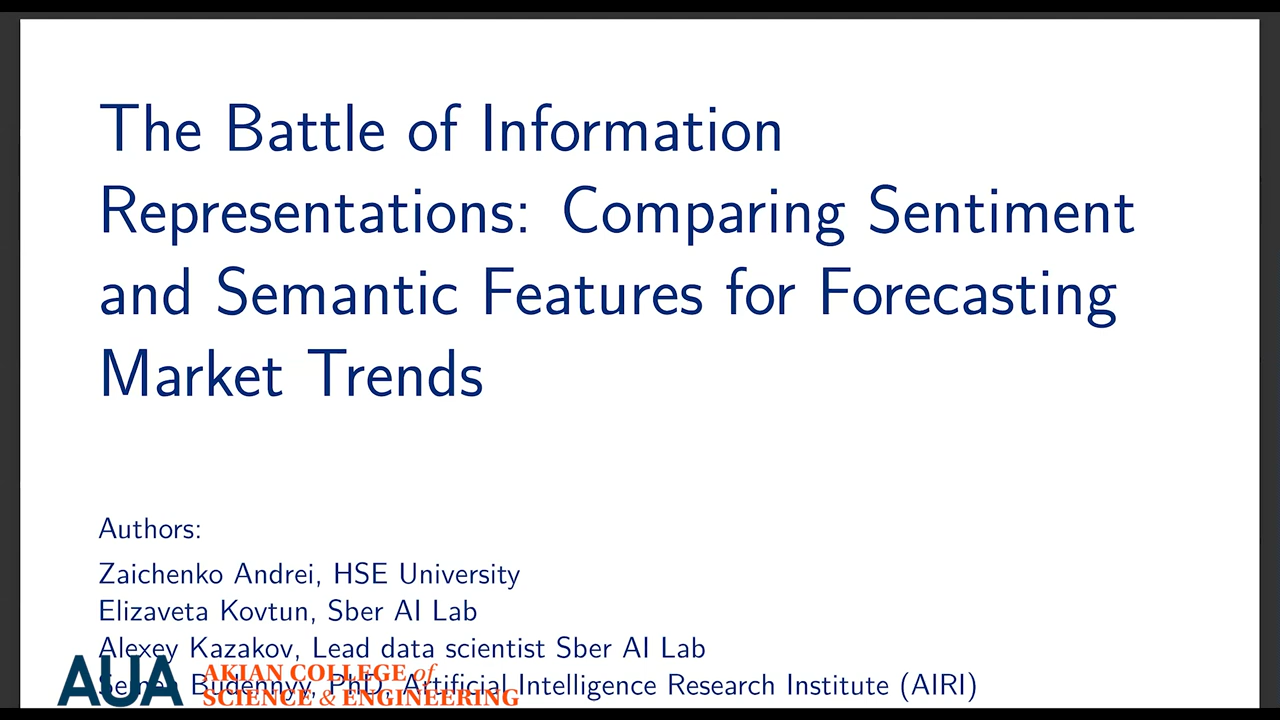 The Battle of Information
Representations: Comparing Sentiment
and Semantic Features for Forecasting
Market Trends
Authors:
Zaichenko Andrei, HSE University
Elizaveta Kovtun, Sber AI Lab
Alexey Kazakov, Lead data scientist Sber AI Lab
Budennyy, PhD, Artificial Intelligence Research Institute (AIRI)
AUA
AKIAN COLLEGE of
SCIENCE & ENGINEERING